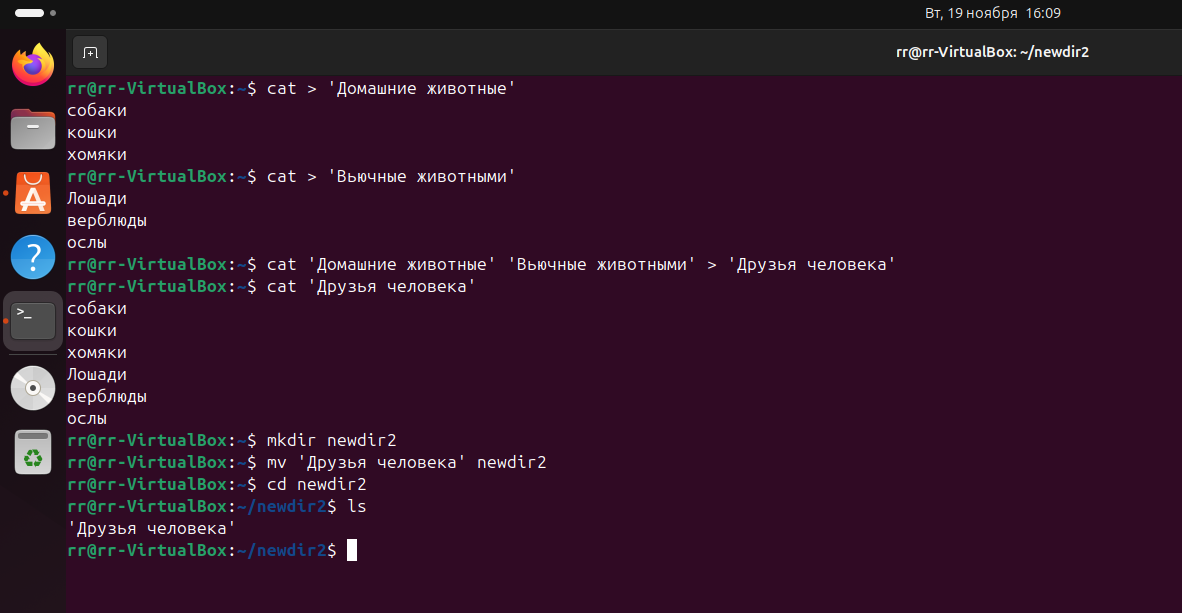 Вт, 19 ноября 16:09
rr@rr-VirtualBox: ~/newdir2
rr@rr-VirtualBox:~$ cat > 'Домашние животные'
собаки
кошки
хомяки
rr@rr-VirtualBox:~$ cat > 'Вьючные животными'
Лошади
верблюды
ослы
rr@rr-VirtualBox:~$ cat 'Домашние животные' 'Вьючные животными' > 'Друзья человека'
rr@rr-VirtualBox:~$ cat 'Друзья человека'
собаки
кошки
хомяки
Лошади
верблюды
ослы
rr@rr-VirtualBox:~$ mkdir newdir2
rr@rr-VirtualBox:~$ mv 'Друзья человека' newdir2
rr@rr-VirtualBox:~$ cd newdir2
rr@rr-VirtualBox:~/newdir2$ ls
'Друзья человека'
rr@rr-VirtualBox:~/newdir2$